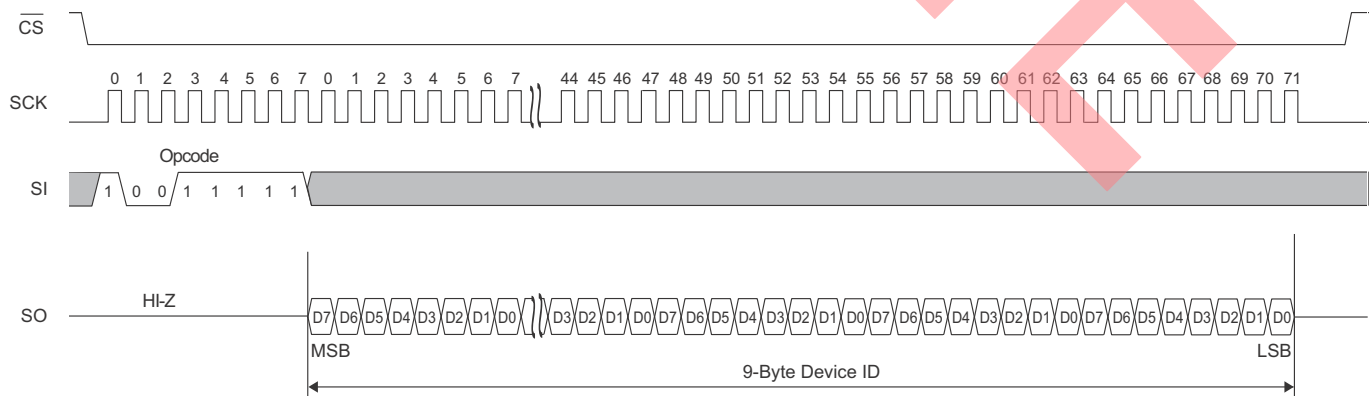 CS
0 1 2 3 4 5 6 7 0 1 2 3 4 5 6 7 44 45 46 47 48 49 50 51 52 53 54 55 56 57 58 59 60 61 62 63 64 65 66 67 68 69 70 71
SCK
Opcode
SI 1 0 0 1 1 1 1 1
HI-Z
SO D7 D6 D5 D4 D3 D2 D1 D0 D3 D2 D1 D0 D7 D6 D5 D4 D3 D2 D1 D0 D7 D6 D5 D4 D3 D2 D1 D0 D7 D6 D5 D4 D3 D2 D1 D0
MSB LSB
9-Byte Device ID